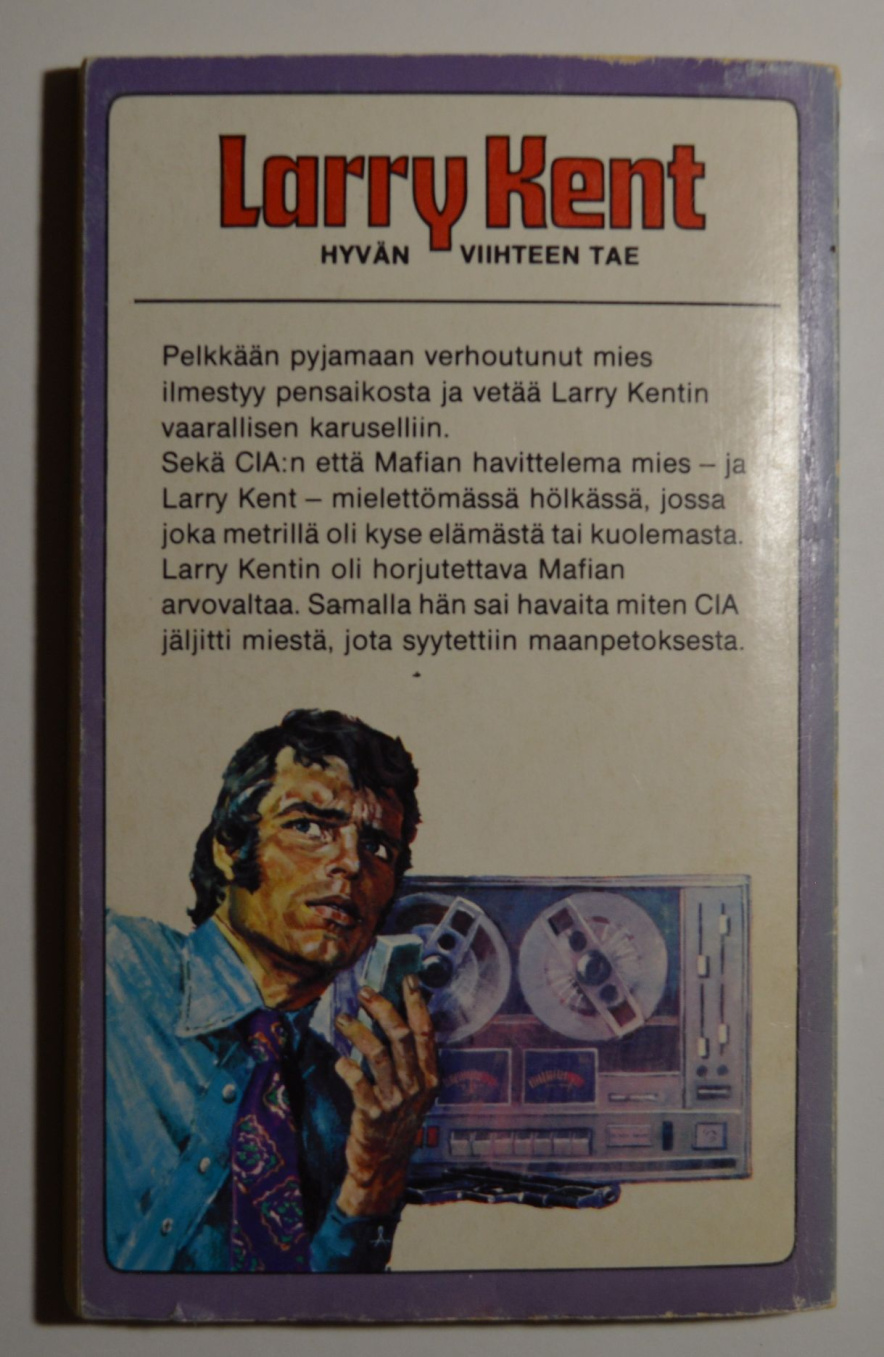 Larry Kent
HYVÄN VIIHTEEN TAE
Pelkkään pyjamaan verhoutunut mies
ilmestyy pensaikosta ja vetää Larry Kentin
vaarallisen karuselliin.
Sekä CIA:n että Mafian havittelema mies – ja
Larry Kent – mielettömässä hölkässä, jossa
joka metrillä oli kyse elämästä tai kuolemasta.
Larry Kentin oli horjutettava Mafian
arvovaltaa. Samalla hän sai havaita miten CIA
jäljitti miestä, jota syytettiin maanpetoksesta.